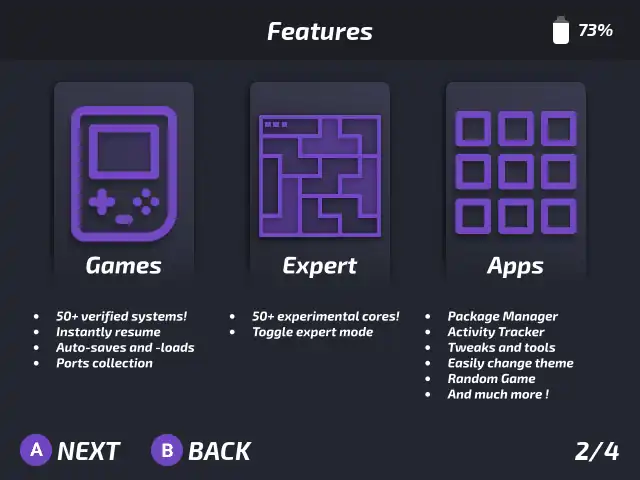 Features
73%
Games
Expert
Apps
• 50+ verified systems!
• Instantly resume
• Auto-saves and -loads
• Ports collection
• 50+ experimental cores!
• Toggle expert mode
• Package Manager
• Activity Tracker
• Tweaks and tools
• Easily change theme
• Random Game
• And much more !
A NEXT B BACK
2/4